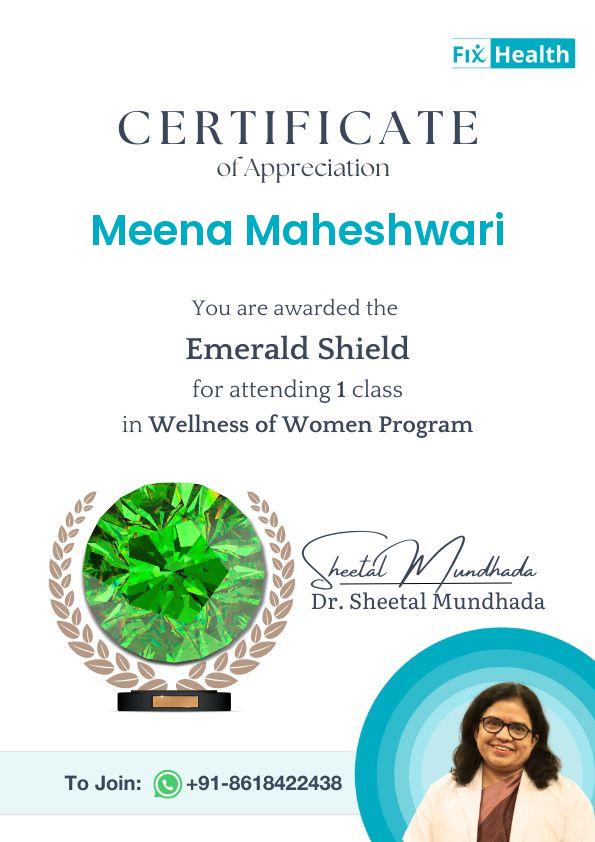 Fix Health
CERTIFICATE
of Appreciation
Meena Maheshwari
You are awarded the
Emerald Shield
for attending 1 class
in Wellness of Women Program
Sheetal Mundhada
Dr. Sheetal Mundhada
To Join: +91-8618422438